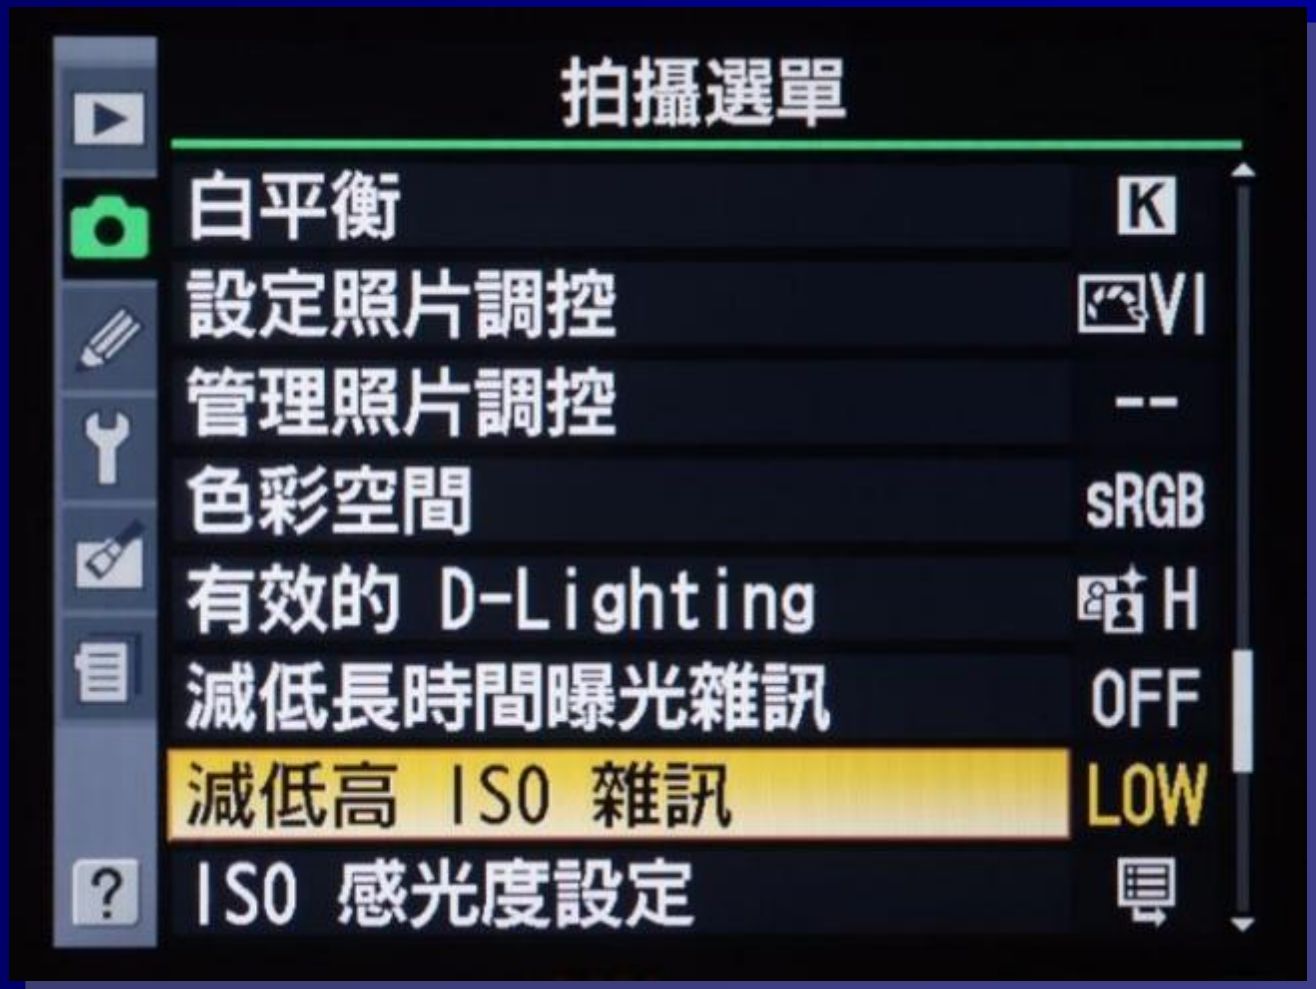 拍攝選單
白平衡 K
設定照片調控 VI
管理照片調控 --
色彩空間 sRGB
有效的 D-Lighting H
減低長時間曝光雜訊 OFF
減低高 ISO 雜訊 LOW
? ISO 感光度設定